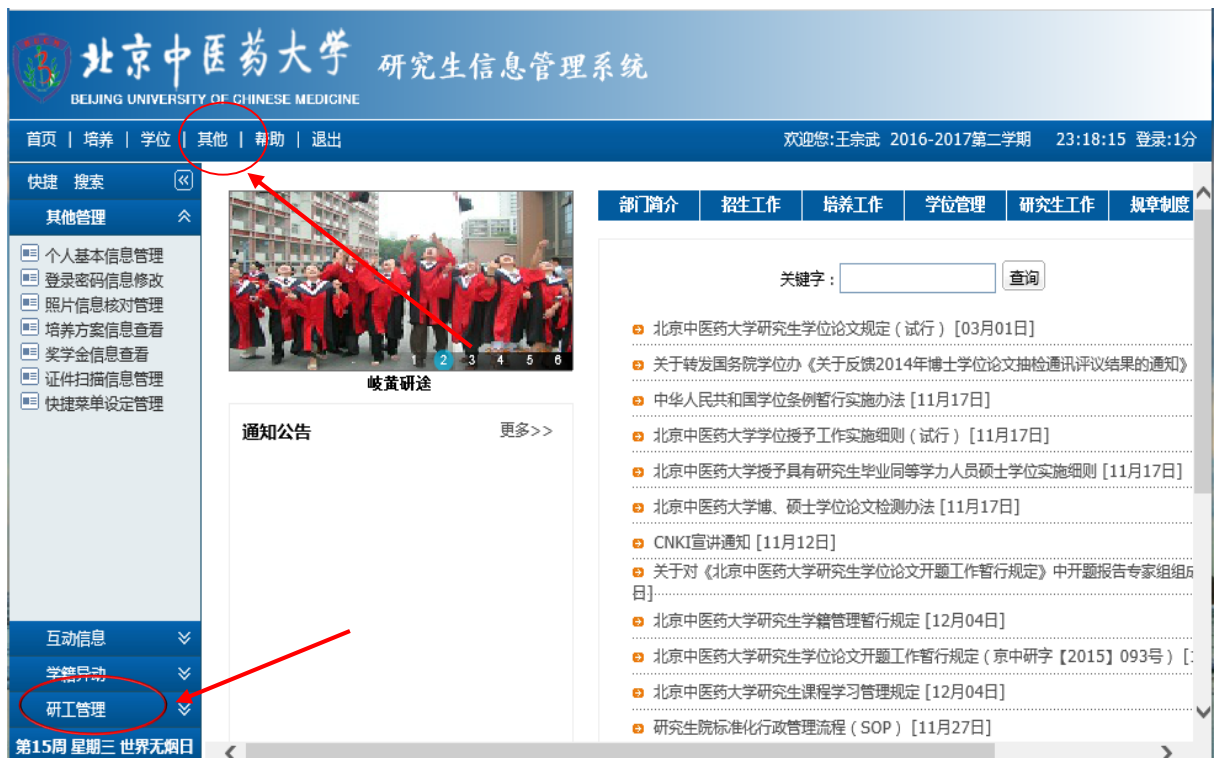 北京中医药大学 研究生信息管理系统
BEIJING UNIVERSITY OF CHINESE MEDICINE
首页 | 培养 | 学位 | 其他 | 帮助 | 退出
欢迎您:王宗武 2016-2017第二学期 23:18:15 登录:1分
快捷 搜索
其他管理
个人基本信息管理
登录密码信息修改
照片信息核对管理
培养方案信息查看
奖学金信息查看
证件扫描信息管理
快捷菜单设定管理
互动信息
学籍异动
研工管理
第15周 星期三 世界无烟日
1 2 3 4 5 6
岐黄研途
通知公告 更多>>
部门简介 招生工作 培养工作 学位管理 研究生工作 规章制度
关键字： 查询
北京中医药大学研究生学位论文规定（试行） [03月01日]
关于转发国务院学位办《关于反馈2014年博士学位论文抽检通讯评议结果的通知》
中华人民共和国学位条例暂行实施办法 [11月17日]
北京中医药大学学位授予工作实施细则（试行） [11月17日]
北京中医药大学授予具有研究生毕业同等学力人员硕士学位实施细则 [11月17日]
北京中医药大学博、硕士学位论文检测办法 [11月17日]
CNKI宣讲通知 [11月12日]
关于对《北京中医药大学研究生学位论文开题工作暂行规定》中开题报告专家组组成
日]
北京中医药大学研究生学籍管理暂行规定 [12月04日]
北京中医药大学研究生学位论文开题工作暂行规定（京中研字【2015】093号） [
北京中医药大学研究生课程学习管理规定 [12月04日]
研究生院标准化行政管理流程（SOP） [11月27日]